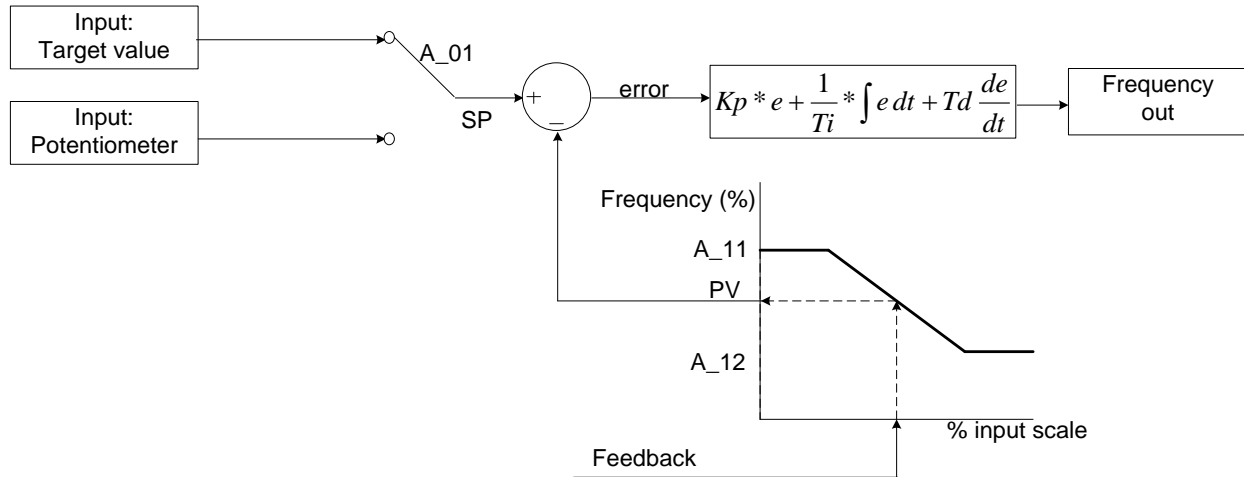 Input:
Target value
A_01
SP
+
−
error
Kp * e + 1/Ti * ∫ e dt + Td de/dt
Frequency
out
Input:
Potentiometer
Frequency (%)
A_11
PV
A_12
% input scale
Feedback